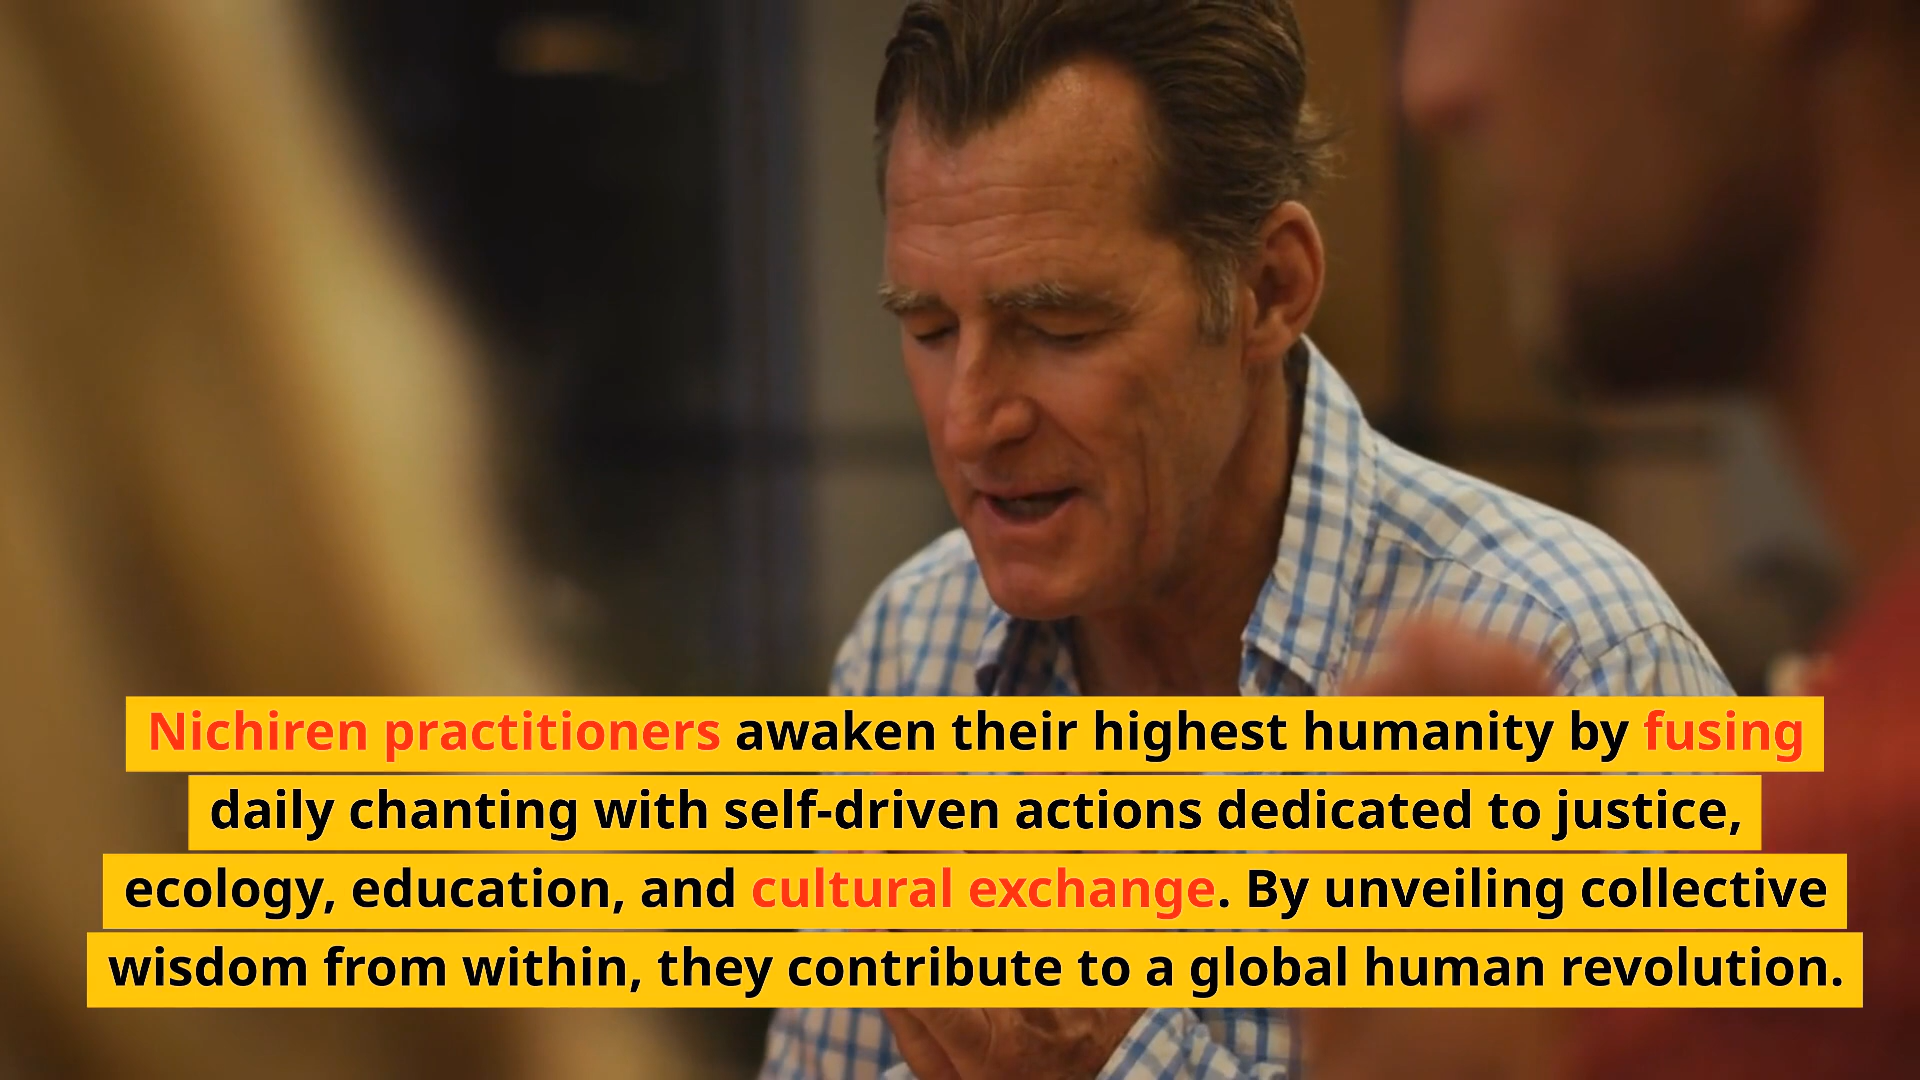 Nichiren practitioners awaken their highest humanity by fusing
daily chanting with self-driven actions dedicated to justice,
ecology, education, and cultural exchange. By unveiling collective
wisdom from within, they contribute to a global human revolution.